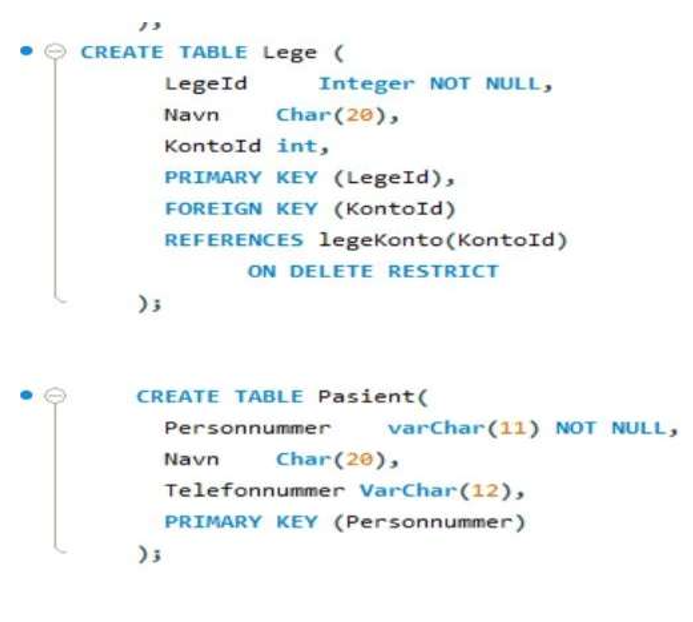 );
CREATE TABLE Lege (
LegeId Integer NOT NULL,
Navn Char(20),
KontoId int,
PRIMARY KEY (LegeId),
FOREIGN KEY (KontoId)
REFERENCES legeKonto(KontoId)
ON DELETE RESTRICT
);
CREATE TABLE Pasient(
Personnummer varChar(11) NOT NULL,
Navn Char(20),
Telefonnummer VarChar(12),
PRIMARY KEY (Personnummer)
);